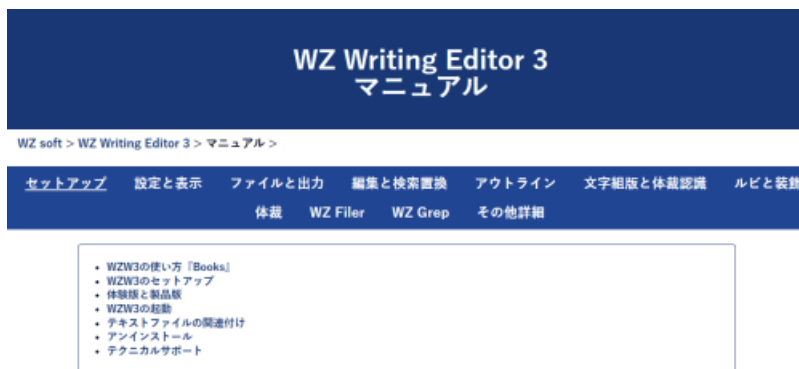 WZ Writing Editor 3
マニュアル
WZ soft > WZ Writing Editor 3 > マニュアル >
セットアップ 設定と表示 ファイルと出力 編集と検索置換 アウトライン 文字組版と体裁認識 ルビと装飾
体裁 WZ Filer WZ Grep その他詳細
• WZW3の使い方『Books』
• WZW3のセットアップ
• 体験版と製品版
• WZW3の起動
• テキストファイルの関連付け
• アンインストール
• テクニカルサポート